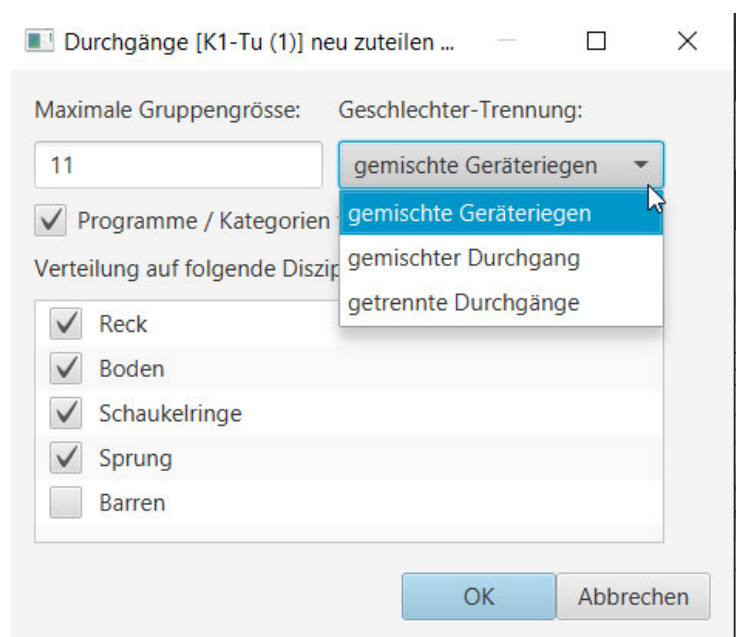 Durchgänge [K1-Tu (1)] neu zuteilen ...
Maximale Gruppengrösse: Geschlechter-Trennung:
11 gemischte Geräteriegen
Programme / Kategorien gemischte Geräteriegen
gemischter Durchgang
Verteilung auf folgende
getrennte Durchgänge
Reck
Boden
Schaukelringe
Sprung
Barren
OK Abbrechen